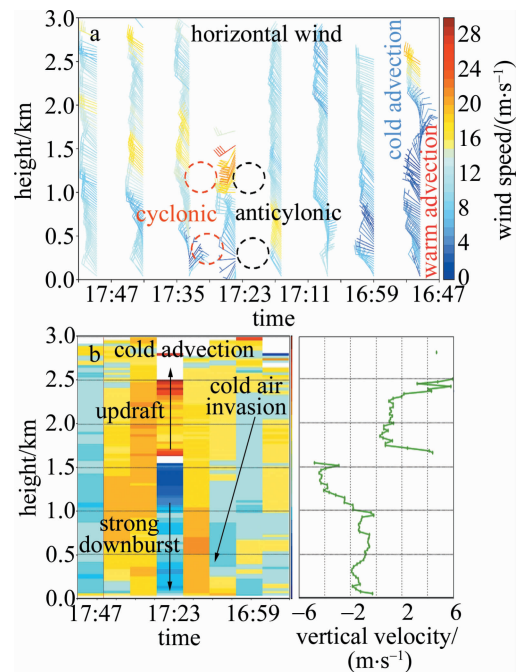 a
horizontal wind
3.0
2.5
2.0
1.5
1.0
0.5
0.0
height/km
cyclonic
anticylonic
cold advection
warm advection
17:47
17:35
17:23
17:11
16:59
16:47
time
28
24
20
16
12
8
4
0
wind speed/(m·s⁻¹)
b
cold advection
updraft
cold air
invasion
strong
downburst
3.0
2.5
2.0
1.5
1.0
0.5
0.0
height/km
17:47
17:23
16:59
time
−6
−2
2
6
vertical velocity/
(m·s⁻¹)